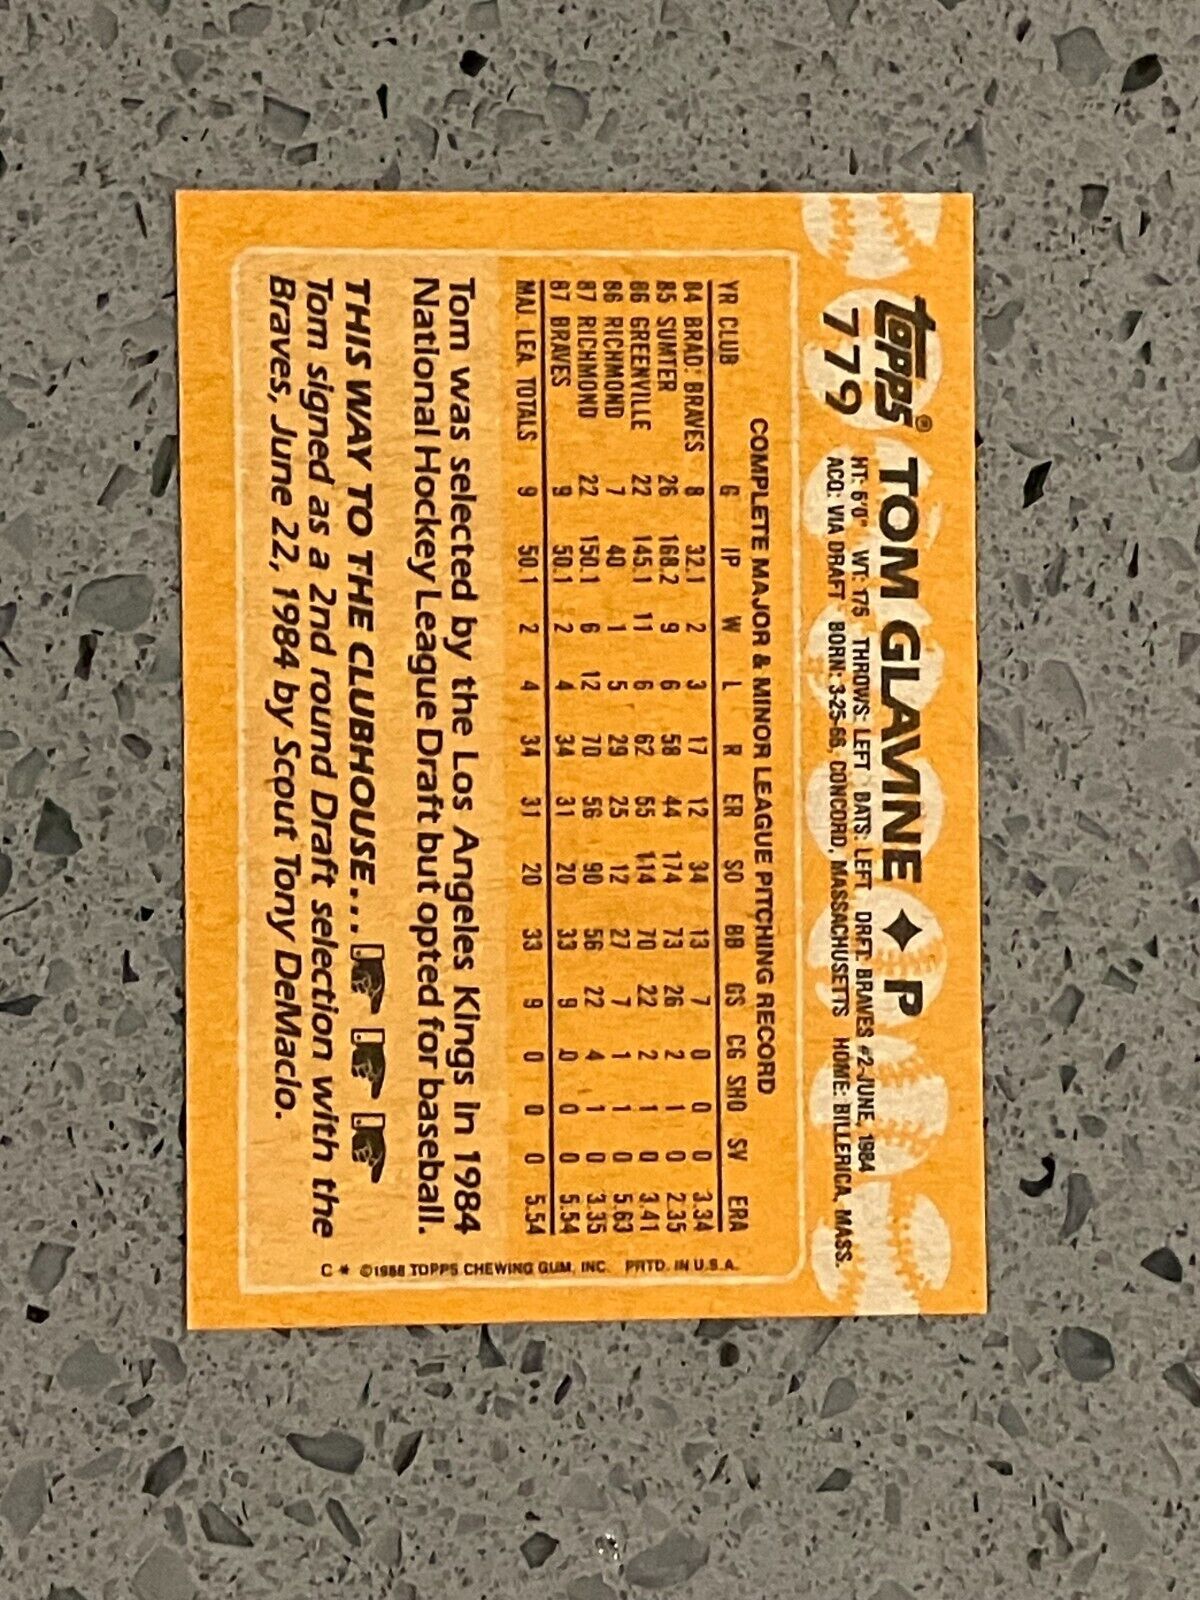 topps® TOM GLAVINE ◆ P
779 HT: 6'0" WT: 175 THROWS: LEFT BATS: LEFT DRFT: BRAVES #2-JUNE, 1984
ACQ: VIA DRAFT BORN: 3-25-66, CONCORD, MASSACHUSETTS HOME: BILLERICA, MASS.
COMPLETE MAJOR & MINOR LEAGUE PITCHING RECORD
YR CLUB G IP W L R ER SO BB GS CG SHO SV ERA
84 BRAD. BRAVES 8 32.1 2 3 17 12 34 13 7 0 0 0 3.34
85 SUMTER 26 168.2 9 6 58 44 174 73 26 2 1 0 2.35
86 GREENVILLE 22 145.1 11 6 62 55 114 70 22 2 1 0 3.41
86 RICHMOND 7 40 1 5 29 25 12 27 7 1 1 0 5.63
87 RICHMOND 22 150.1 6 12 70 56 90 56 22 4 1 0 3.35
87 BRAVES 9 50.1 2 4 34 31 20 33 9 0 0 0 5.54
MAJ. LEA. TOTALS 9 50.1 2 4 34 31 20 33 9 0 0 0 5.54
Tom was selected by the Los Angeles Kings in 1984
National Hockey League Draft but opted for baseball.
THIS WAY TO THE CLUBHOUSE...
Tom signed as a 2nd round Draft selection with the
Braves, June 22, 1984 by Scout Tony DeMacio.
C * ©1988 TOPPS CHEWING GUM, INC. PRTD. IN U.S.A.